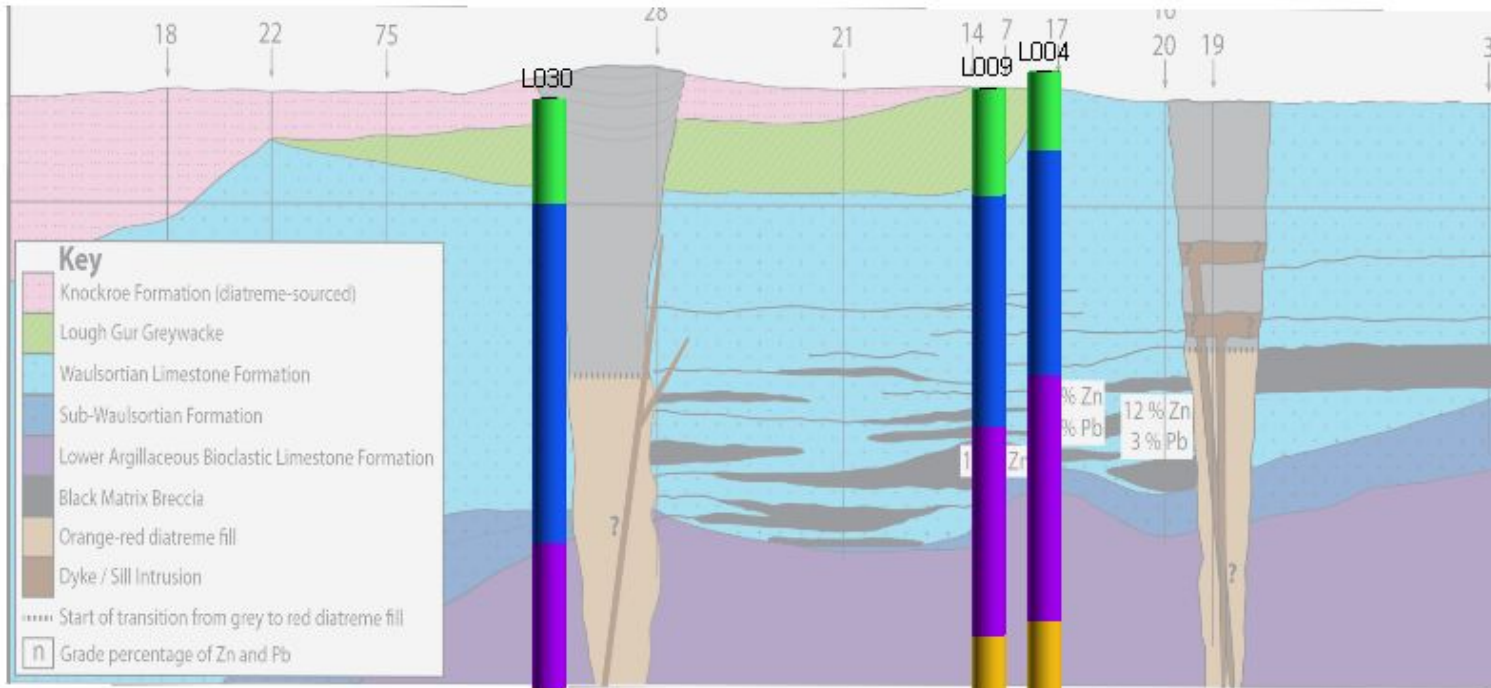 28
18 22 75 21 14 7 17 20 19
L030 L009 L004
Key
Knockroe Formation (diatreme-sourced)
Lough Gur Greywacke
Waulsortian Limestone Formation
Sub-Waulsortian Formation
Lower Argillaceous Bioclastic Limestone Formation
Black Matrix Breccia
Orange-red diatreme fill
Dyke / Sill Intrusion
Start of transition from grey to red diatreme fill
n Grade percentage of Zn and Pb
% Zn
% Pb
12 % Zn
3 % Pb
?
?